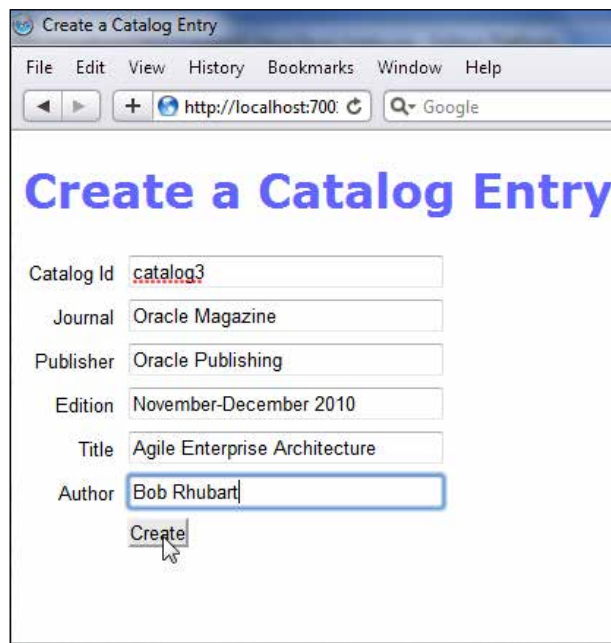 Create a Catalog Entry
File Edit View History Bookmarks Window Help
http://localhost:700: Google
Create a Catalog Entry
Catalog Id catalog3
Journal Oracle Magazine
Publisher Oracle Publishing
Edition November-December 2010
Title Agile Enterprise Architecture
Author Bob Rhubart
Create